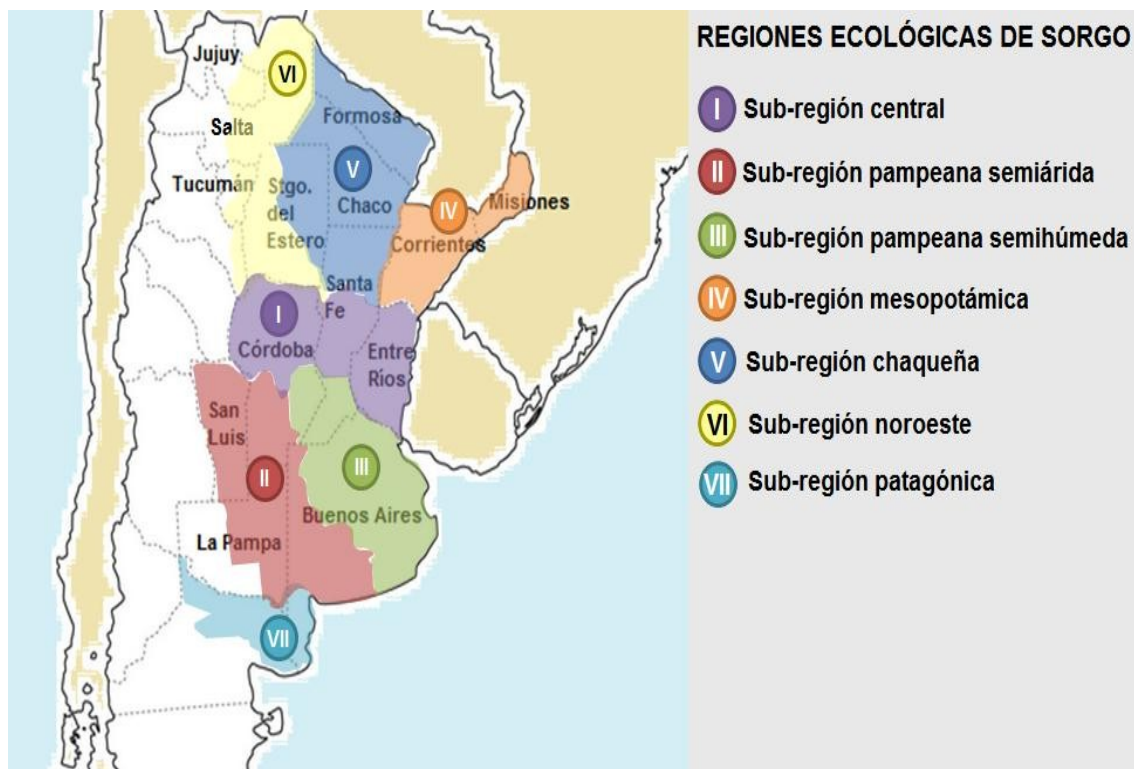 Jujuy
VI
Formosa
Salta
V
Tucumán
Stgo.
del
Estero
Chaco
IV
Misiones
Corrientes
Santa
Fe
I
Córdoba
Entre
Ríos
San
Luis
II
III
Buenos Aires
La Pampa
VII
REGIONES ECOLÓGICAS DE SORGO
I Sub-región central
II Sub-región pampeana semiárida
III Sub-región pampeana semihúmeda
IV Sub-región mesopotámica
V Sub-región chaqueña
VI Sub-región noroeste
VII Sub-región patagónica